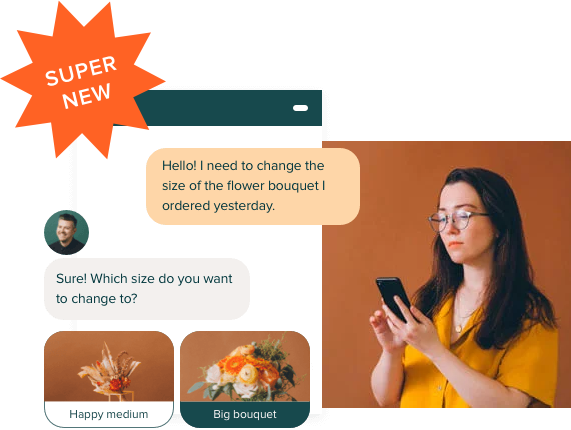 SUPER
NEW
Hello! I need to change the
size of the flower bouquet I
ordered yesterday.
Sure! Which size do you want
to change to?
Happy medium
Big bouquet